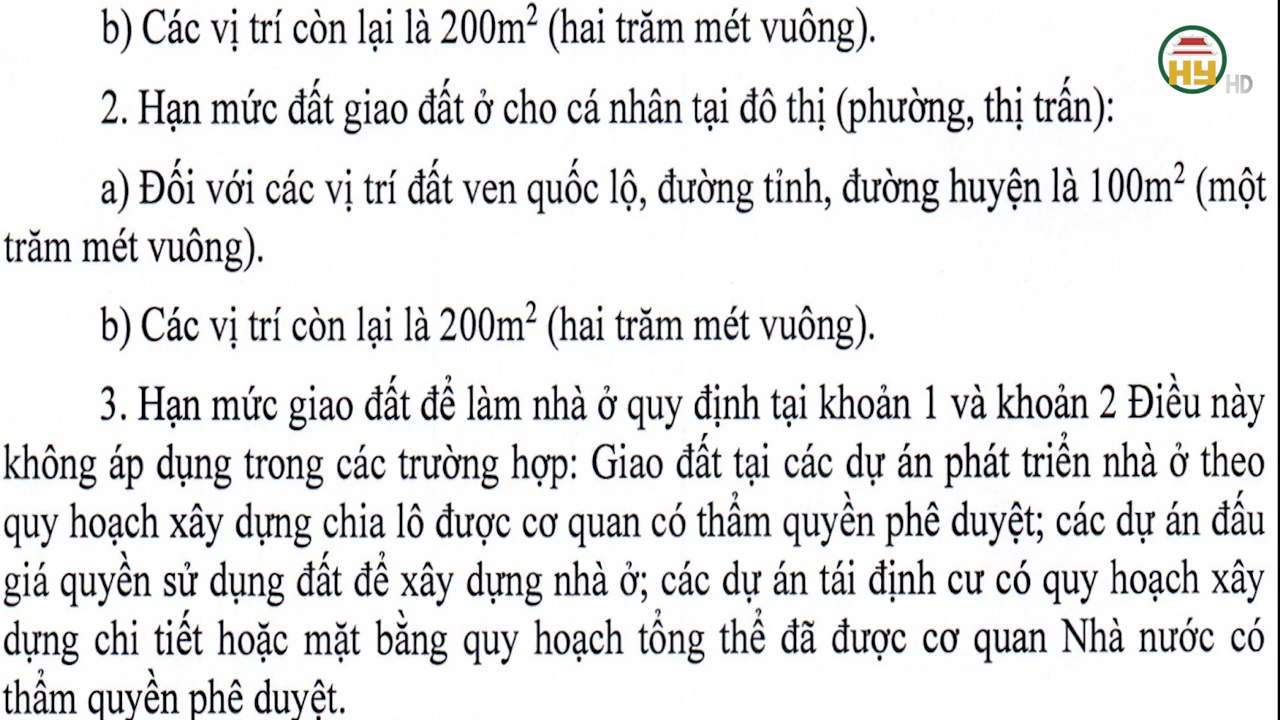 b) Các vị trí còn lại là 200m² (hai trăm mét vuông).
HY HD
2. Hạn mức đất giao đất ở cho cá nhân tại đô thị (phường, thị trấn):
a) Đối với các vị trí đất ven quốc lộ, đường tỉnh, đường huyện là 100m² (một
trăm mét vuông).
b) Các vị trí còn lại là 200m² (hai trăm mét vuông).
3. Hạn mức giao đất để làm nhà ở quy định tại khoản 1 và khoản 2 Điều này
không áp dụng trong các trường hợp: Giao đất tại các dự án phát triển nhà ở theo
quy hoạch xây dựng chia lô được cơ quan có thẩm quyền phê duyệt; các dự án đấu
giá quyền sử dụng đất để xây dựng nhà ở; các dự án tái định cư có quy hoạch xây
dựng chi tiết hoặc mặt bằng quy hoạch tổng thể đã được cơ quan Nhà nước có
thẩm quyền phê duyệt.